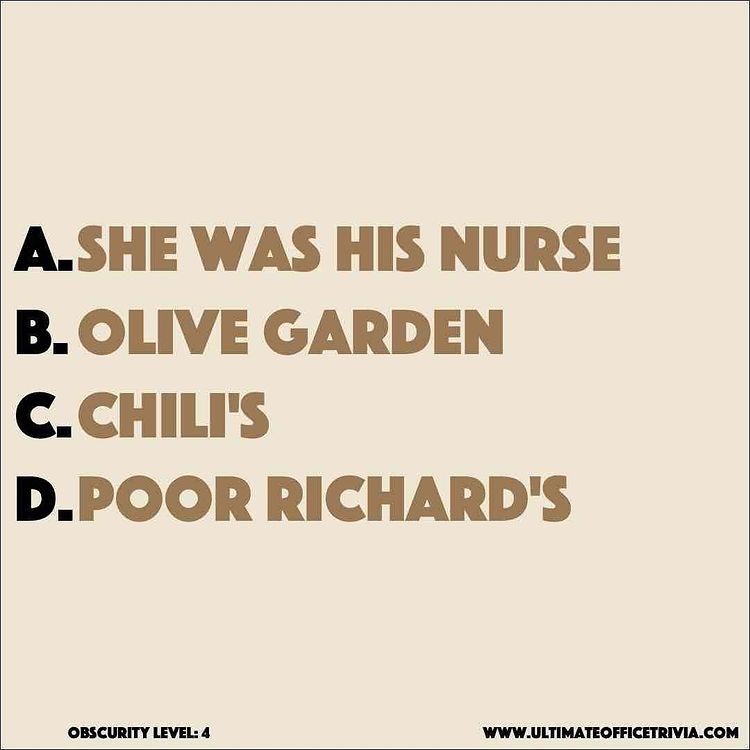 A. SHE WAS HIS NURSE
B. OLIVE GARDEN
C. CHILI'S
D. POOR RICHARD'S
OBSCURITY LEVEL: 4
WWW.ULTIMATEOFFICETRIVIA.COM